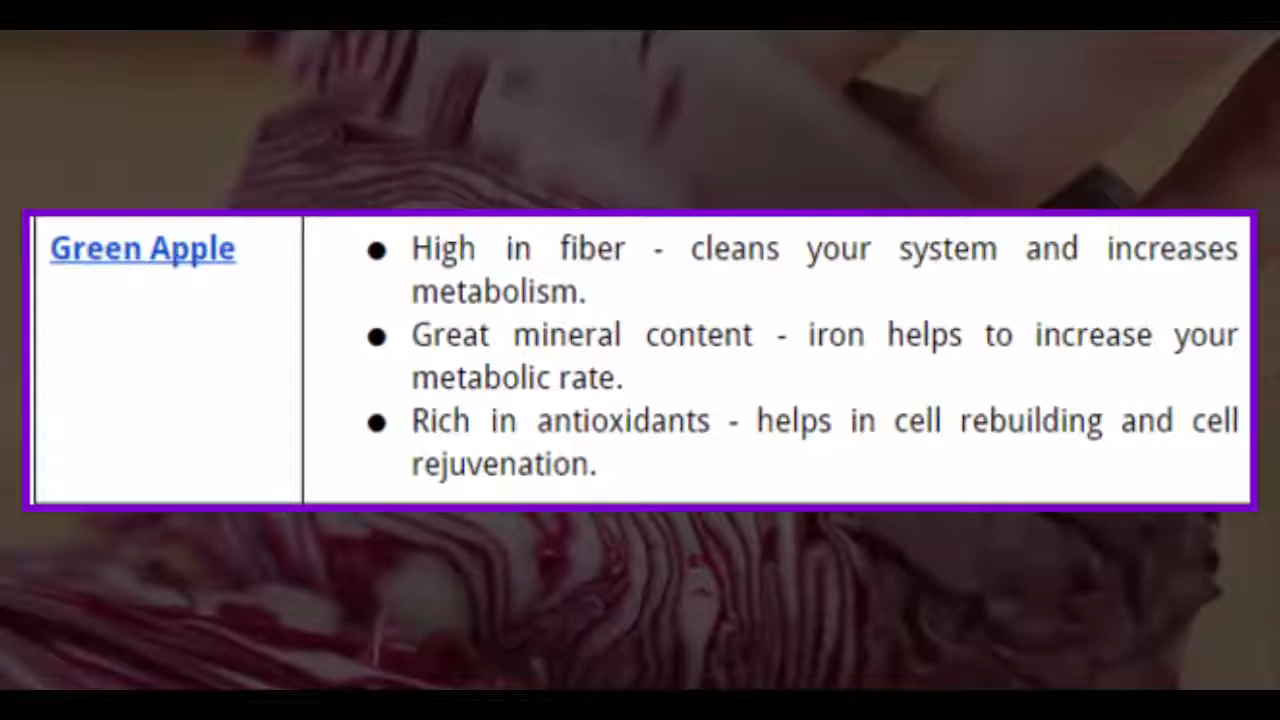 Green Apple
● High in fiber - cleans your system and increases
metabolism.
● Great mineral content - iron helps to increase your
metabolic rate.
● Rich in antioxidants - helps in cell rebuilding and cell
rejuvenation.